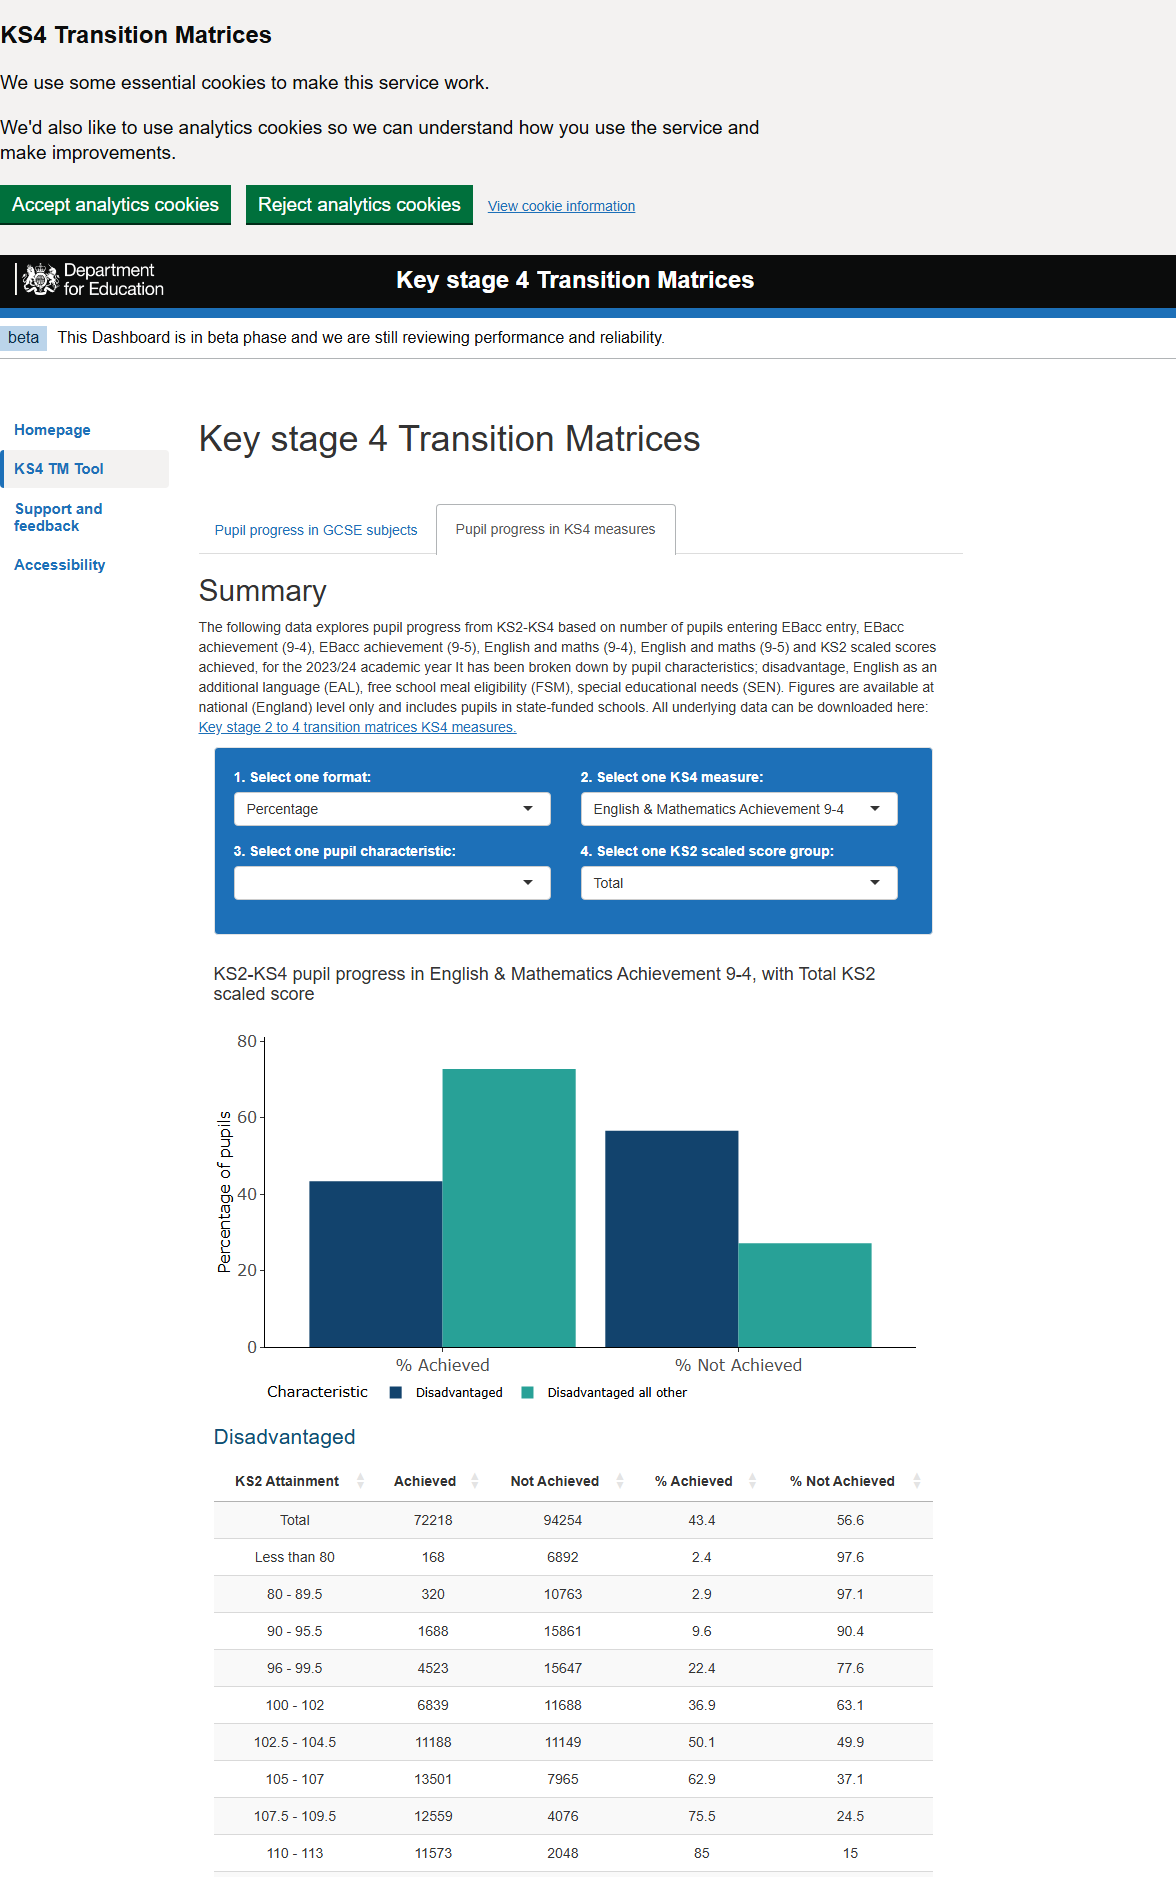 KS4 Transition Matrices
We use some essential cookies to make this service work.
We'd also like to use analytics cookies so we can understand how you use the service and
make improvements.
Accept analytics cookies Reject analytics cookies View cookie information
Department
for Education
Key stage 4 Transition Matrices
beta This Dashboard is in beta phase and we are still reviewing performance and reliability.
Homepage
KS4 TM Tool
Support and
feedback
Accessibility
Key stage 4 Transition Matrices
Pupil progress in GCSE subjects Pupil progress in KS4 measures
Summary
The following data explores pupil progress from KS2-KS4 based on number of pupils entering EBacc entry, EBacc
achievement (9-4), EBacc achievement (9-5), English and maths (9-4), English and maths (9-5) and KS2 scaled scores
achieved, for the 2023/24 academic year It has been broken down by pupil characteristics; disadvantage, English as an
additional language (EAL), free school meal eligibility (FSM), special educational needs (SEN). Figures are available at
national (England) level only and includes pupils in state-funded schools. All underlying data can be downloaded here:
Key stage 2 to 4 transition matrices KS4 measures.
1. Select one format: 2. Select one KS4 measure:
Percentage English & Mathematics Achievement 9-4
3. Select one pupil characteristic: 4. Select one KS2 scaled score group:
Total
KS2-KS4 pupil progress in English & Mathematics Achievement 9-4, with Total KS2
scaled score
80
60
40
20
0
Percentage of pupils
% Achieved % Not Achieved
Characteristic Disadvantaged Disadvantaged all other
Disadvantaged
KS2 Attainment Achieved Not Achieved % Achieved % Not Achieved
Total 72218 94254 43.4 56.6
Less than 80 168 6892 2.4 97.6
80 - 89.5 320 10763 2.9 97.1
90 - 95.5 1688 15861 9.6 90.4
96 - 99.5 4523 15647 22.4 77.6
100 - 102 6839 11688 36.9 63.1
102.5 - 104.5 11188 11149 50.1 49.9
105 - 107 13501 7965 62.9 37.1
107.5 - 109.5 12559 4076 75.5 24.5
110 - 113 11573 2048 85 15